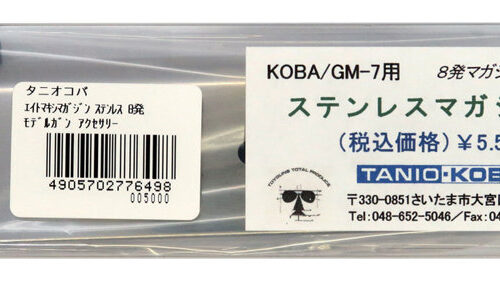 タニオコバ
エイトマキシマガジン ステンレス 8発
モデルガン アクセサリー
4905702776498
005000
KOBA/GM-7用
8発マガジ
ステンレスマガジ
(税込価格)￥5.5
TOYGUNS TOTAL PRODUCE
TANIO・KOB
〒330-0851さいたま市大宮区
Tel:048-652-5046／Fax:04